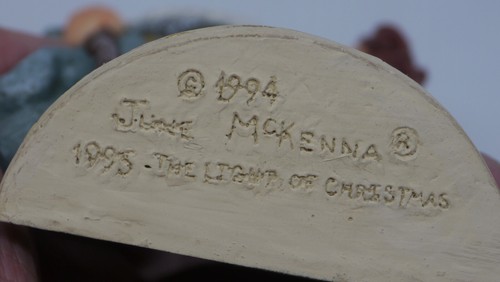 © 1994
June McKenna ®
1995 - THE LIGHT OF CHRISTMAS